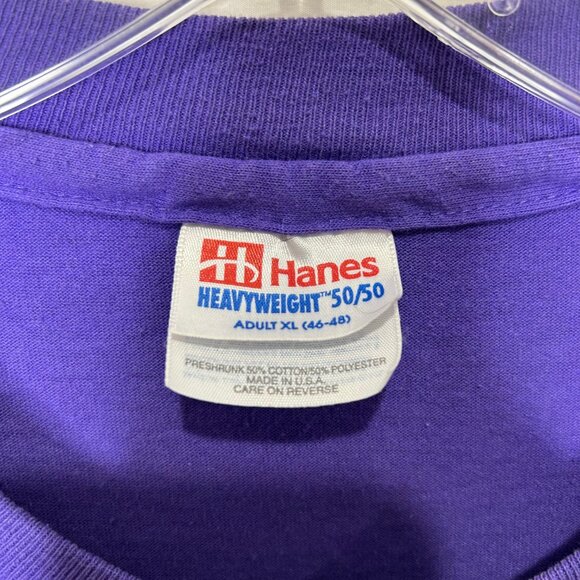 Hanes
HEAVYWEIGHT™ 50/50
ADULT XL (46-48)
PRESHRUNK 50% COTTON/50% POLYESTER
MADE IN U.S.A.
CARE ON REVERSE